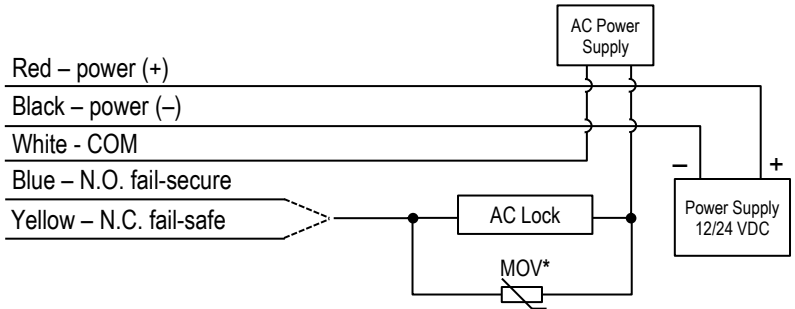 AC Power
Supply
Red – power (+)
Black – power (–)
White - COM
Blue – N.O. fail-secure
Yellow – N.C. fail-safe
AC Lock
MOV*
–
+
Power Supply
12/24 VDC